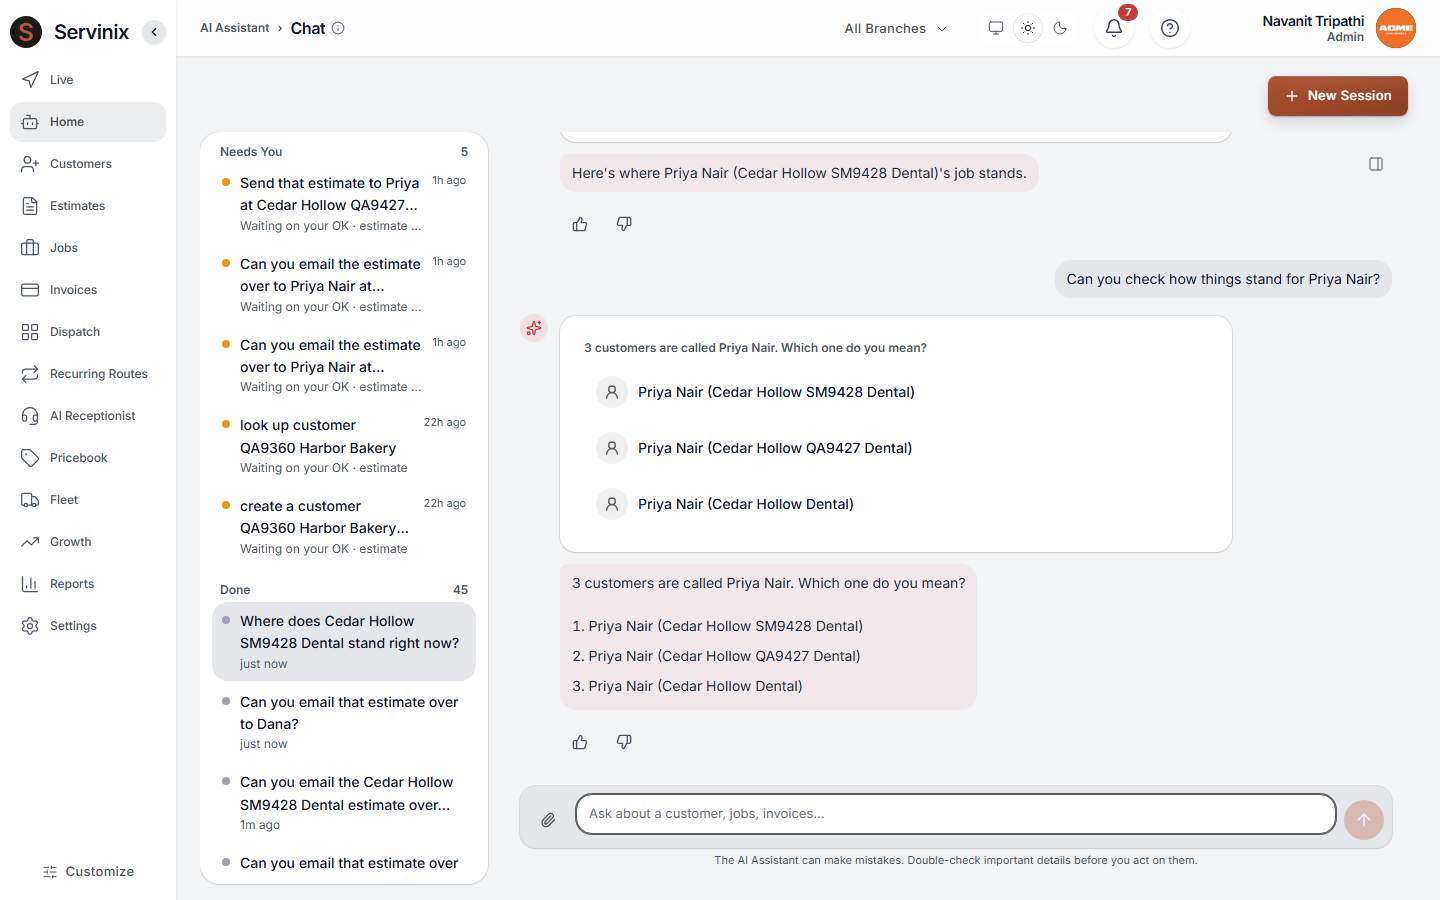 Servinix
Live
Home
Customers
Estimates
Jobs
Invoices
Dispatch
Recurring Routes
AI Receptionist
Pricebook
Fleet
Growth
Reports
Settings
Customize
AI Assistant › Chat
All Branches
7
Navanit Tripathi
Admin
ACME
+ New Session
Needs You 5
Send that estimate to Priya 1h ago
at Cedar Hollow QA9427...
Waiting on your OK · estimate ...
Can you email the estimate 1h ago
over to Priya Nair at...
Waiting on your OK · estimate ...
Can you email the estimate 1h ago
over to Priya Nair at...
Waiting on your OK · estimate ...
look up customer 22h ago
QA9360 Harbor Bakery
Waiting on your OK · estimate
create a customer 22h ago
QA9360 Harbor Bakery...
Waiting on your OK · estimate
Done 45
Where does Cedar Hollow
SM9428 Dental stand right now?
just now
Can you email that estimate over
to Dana?
just now
Can you email the Cedar Hollow
SM9428 Dental estimate over...
1m ago
Can you email that estimate over
Here's where Priya Nair (Cedar Hollow SM9428 Dental)'s job stands.
Can you check how things stand for Priya Nair?
3 customers are called Priya Nair. Which one do you mean?
Priya Nair (Cedar Hollow SM9428 Dental)
Priya Nair (Cedar Hollow QA9427 Dental)
Priya Nair (Cedar Hollow Dental)
3 customers are called Priya Nair. Which one do you mean?
1. Priya Nair (Cedar Hollow SM9428 Dental)
2. Priya Nair (Cedar Hollow QA9427 Dental)
3. Priya Nair (Cedar Hollow Dental)
Ask about a customer, jobs, invoices...
The AI Assistant can make mistakes. Double-check important details before you act on them.